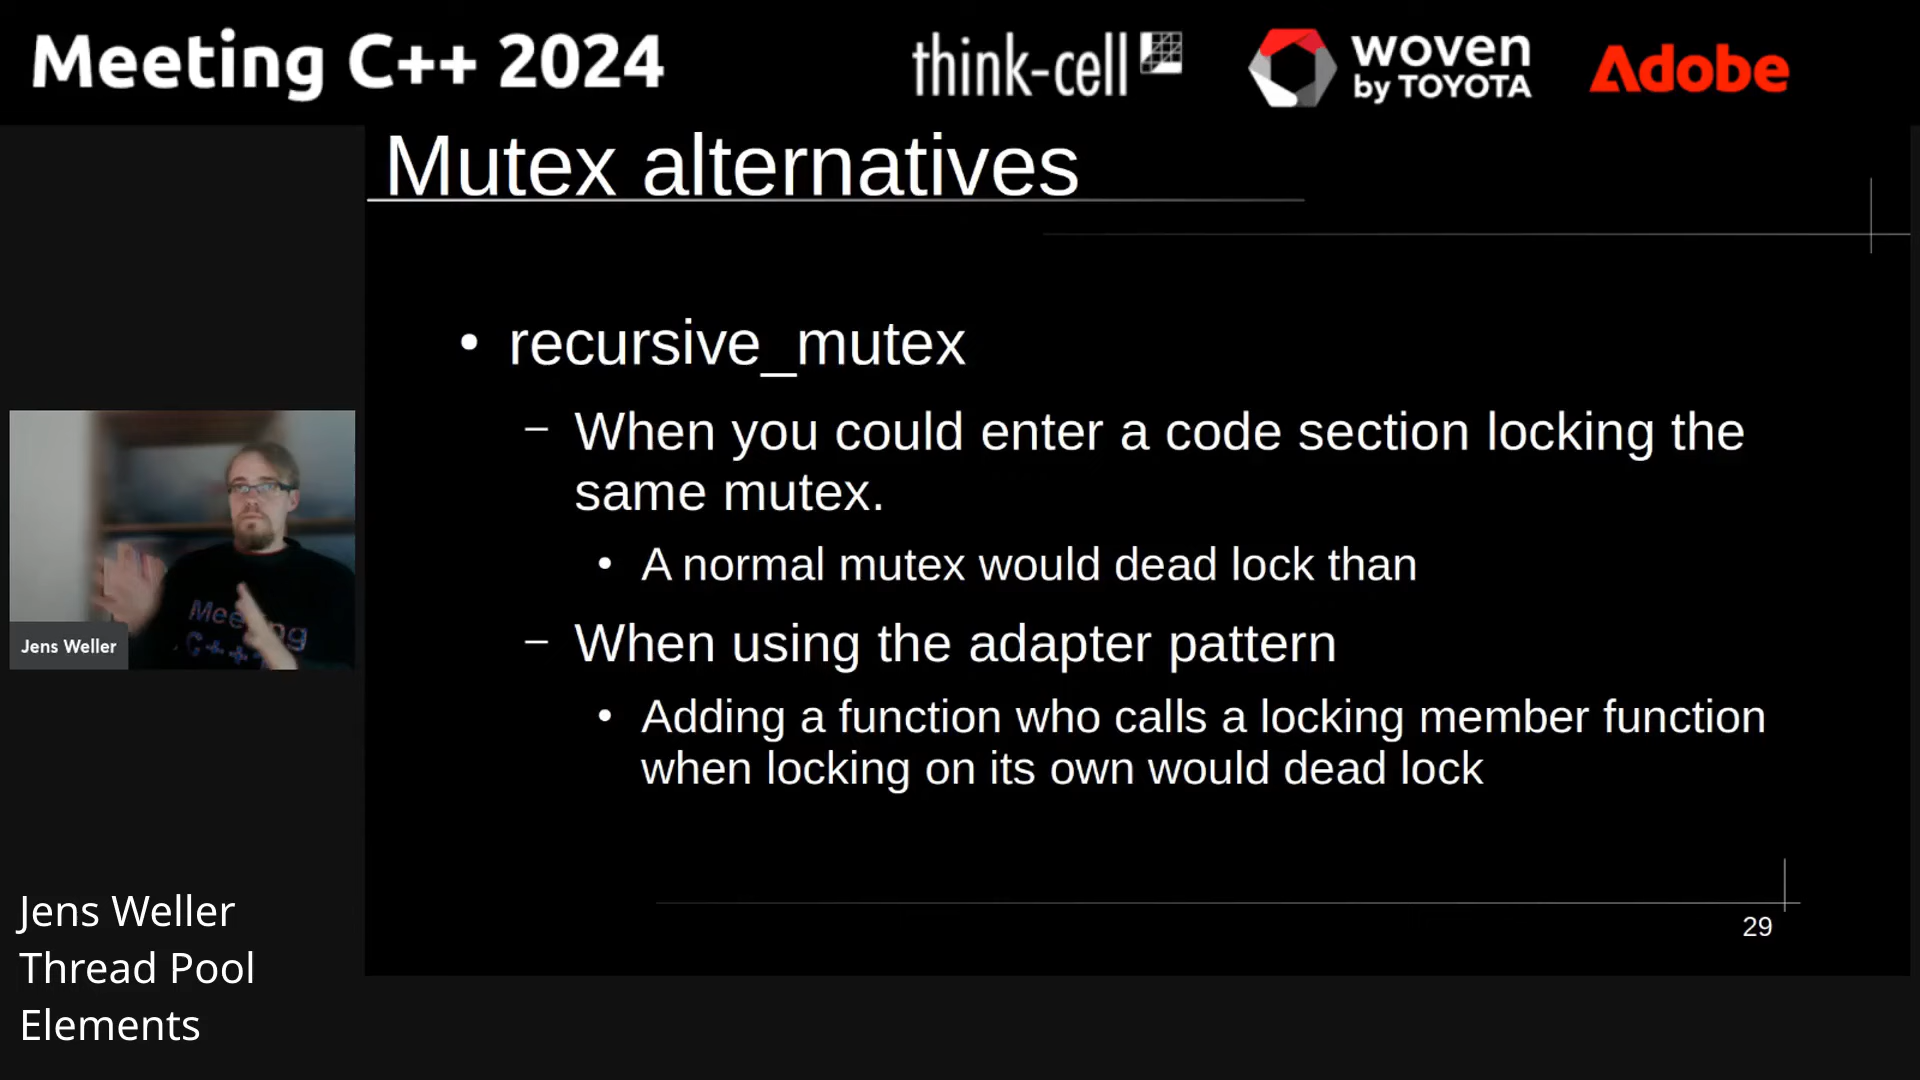 Meeting C++ 2024
think-cell
woven
by TOYOTA
Adobe
Mutex alternatives
• recursive_mutex
– When you could enter a code section locking the
same mutex.
• A normal mutex would dead lock than
– When using the adapter pattern
• Adding a function who calls a locking member function
when locking on its own would dead lock
29
Meeting
C++
Jens Weller
Jens Weller
Thread Pool
Elements